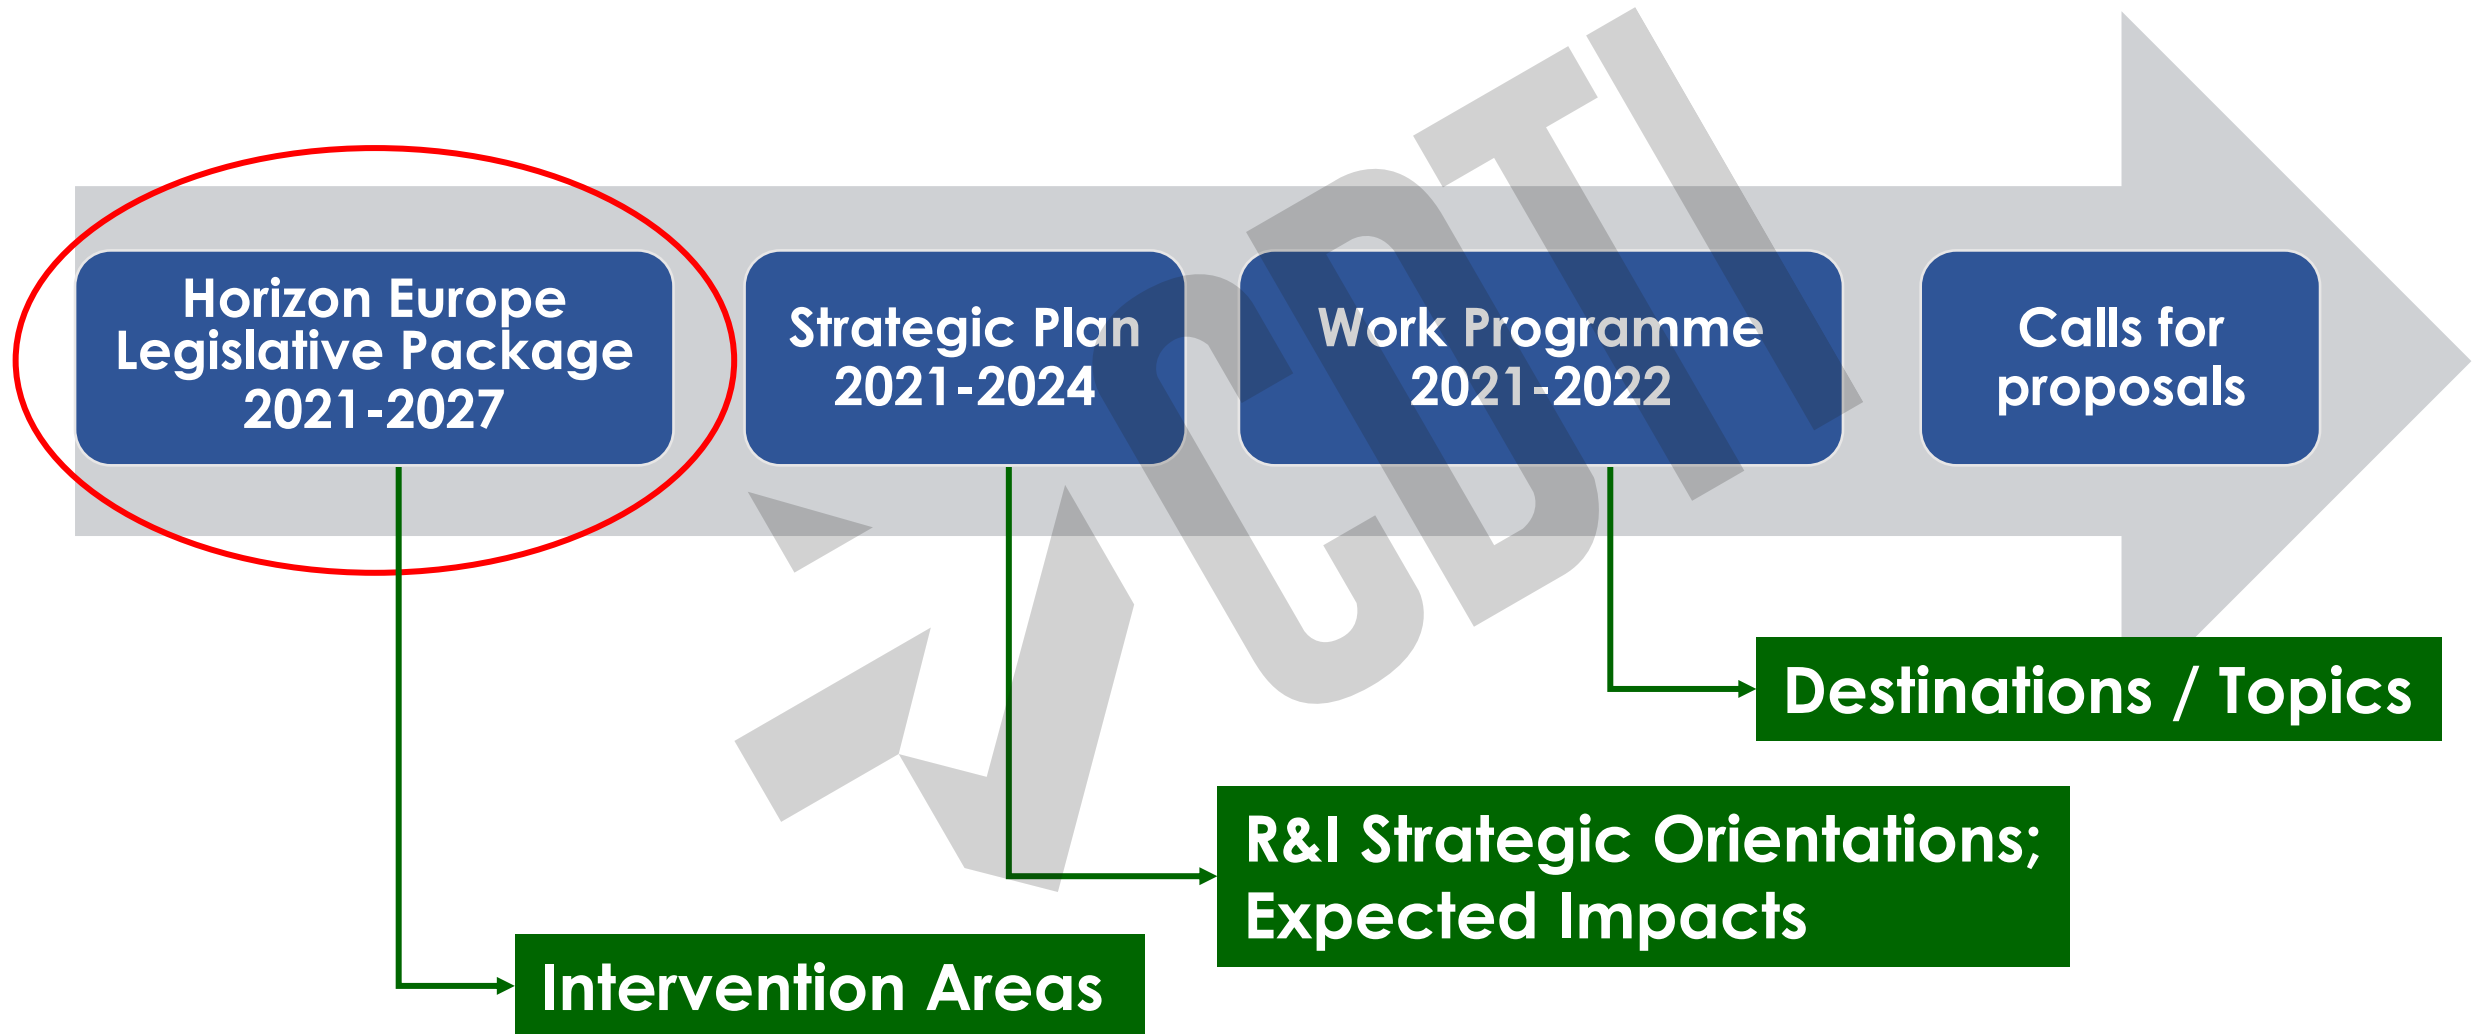 Horizon Europe
Legislative Package
2021-2027
Strategic Plan
2021-2024
Work Programme
2021-2022
Calls for
proposals
Destinations / Topics
R&I Strategic Orientations;
Expected Impacts
Intervention Areas
CDTI